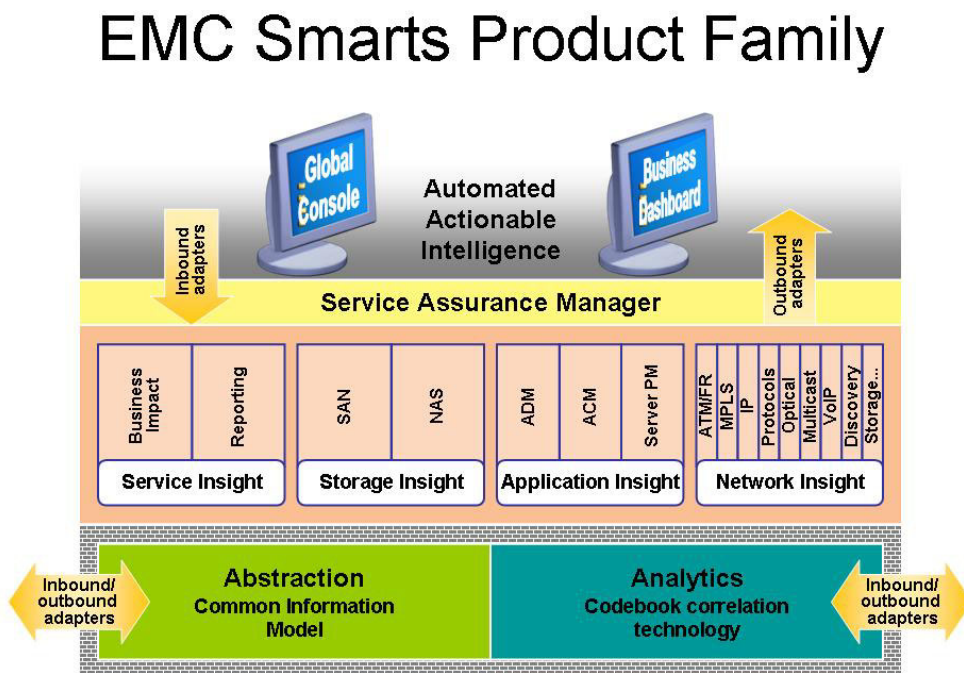 EMC Smarts Product Family
Global
Console
Automated
Actionable
Intelligence
Business
Dashboard
Inbound
adapters
Outbound
adapters
Service Assurance Manager
Business
Impact
Reporting
SAN
NAS
ADM
ACM
Server PM
ATM/FR
MPLS
IP
Protocols
Optical
Multicast
VoIP
Discovery
Storage...
Service Insight
Storage Insight
Application Insight
Network Insight
Inbound/
outbound
adapters
Abstraction
Common Information
Model
Analytics
Codebook correlation
technology
Inbound/
outbound
adapters